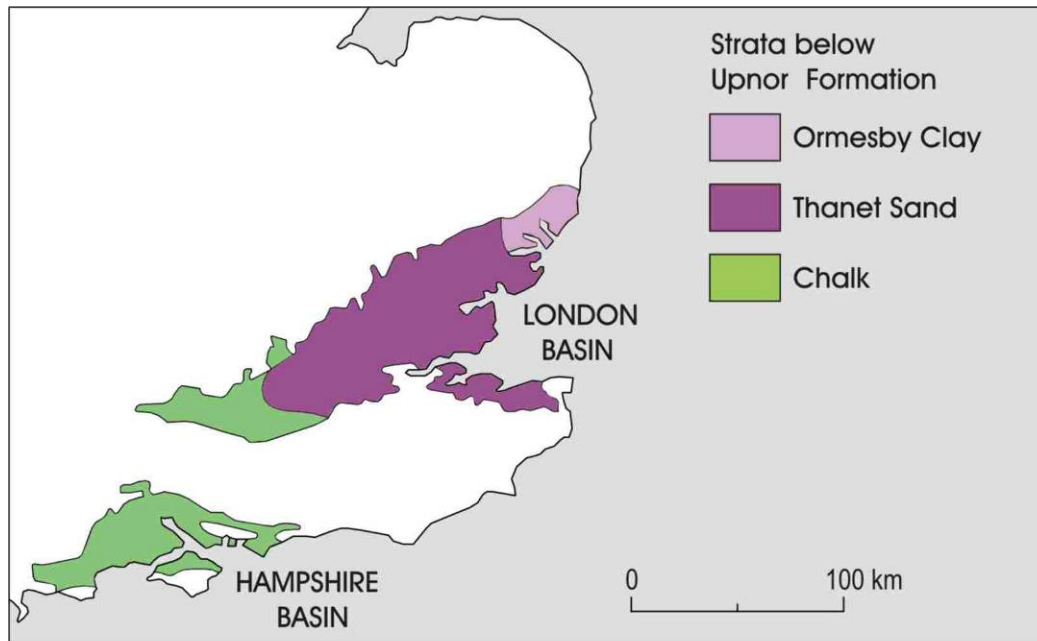 Strata below
Upnor Formation
Ormesby Clay
Thanet Sand
Chalk
LONDON
BASIN
HAMPSHIRE
BASIN
0 100 km